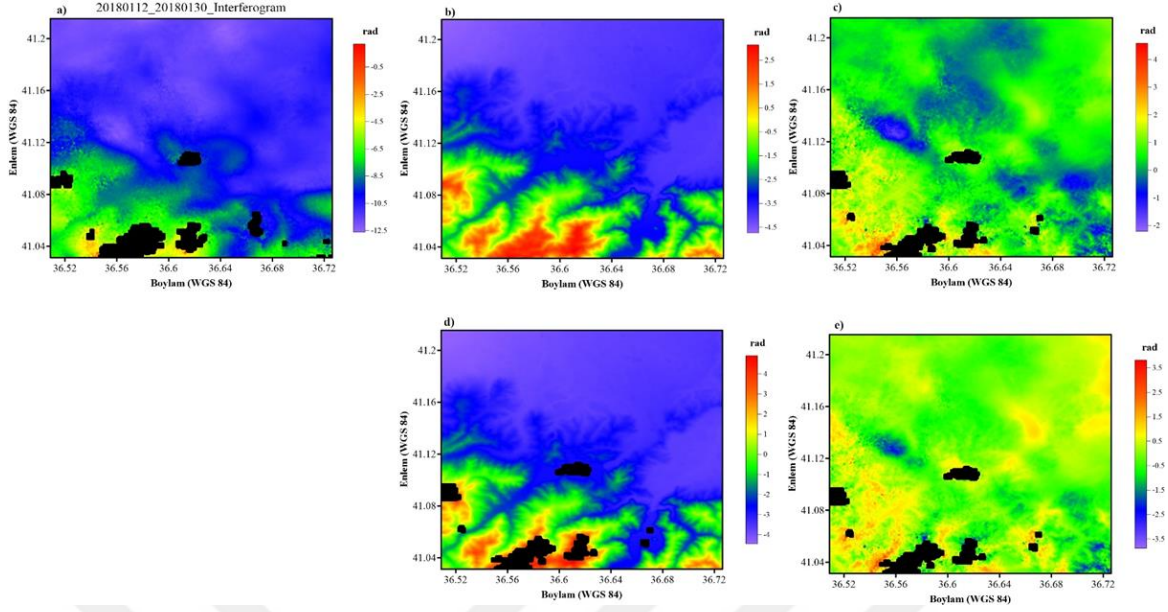 a) 20180112_20180130_Interferogram
41.2
41.16
41.12
41.08
41.04
Enlem (WGS 84)
36.52 36.56 36.6 36.64 36.68 36.72
Boylam (WGS 84)
rad
-0.5
-2.5
-4.5
-6.5
-8.5
-10.5
-12.5
b)
41.2
41.16
41.12
41.08
41.04
Enlem (WGS 84)
36.52 36.56 36.6 36.64 36.68 36.72
Boylam (WGS 84)
rad
2.5
1.5
0.5
-0.5
-1.5
-2.5
-3.5
-4.5
c)
41.2
41.16
41.12
41.08
41.04
Enlem (WGS 84)
36.52 36.56 36.6 36.64 36.68 36.72
Boylam (WGS 84)
rad
4
3
2
1
0
-1
-2
d)
41.2
41.16
41.12
41.08
41.04
Enlem (WGS 84)
36.52 36.56 36.6 36.64 36.68 36.72
Boylam (WGS 84)
rad
4
3
2
1
0
-1
-2
-3
-4
e)
41.2
41.16
41.12
41.08
41.04
Enlem (WGS 84)
36.52 36.56 36.6 36.64 36.68 36.72
Boylam (WGS 84)
rad
3.5
2.5
1.5
0.5
-0.5
-1.5
-2.5
-3.5